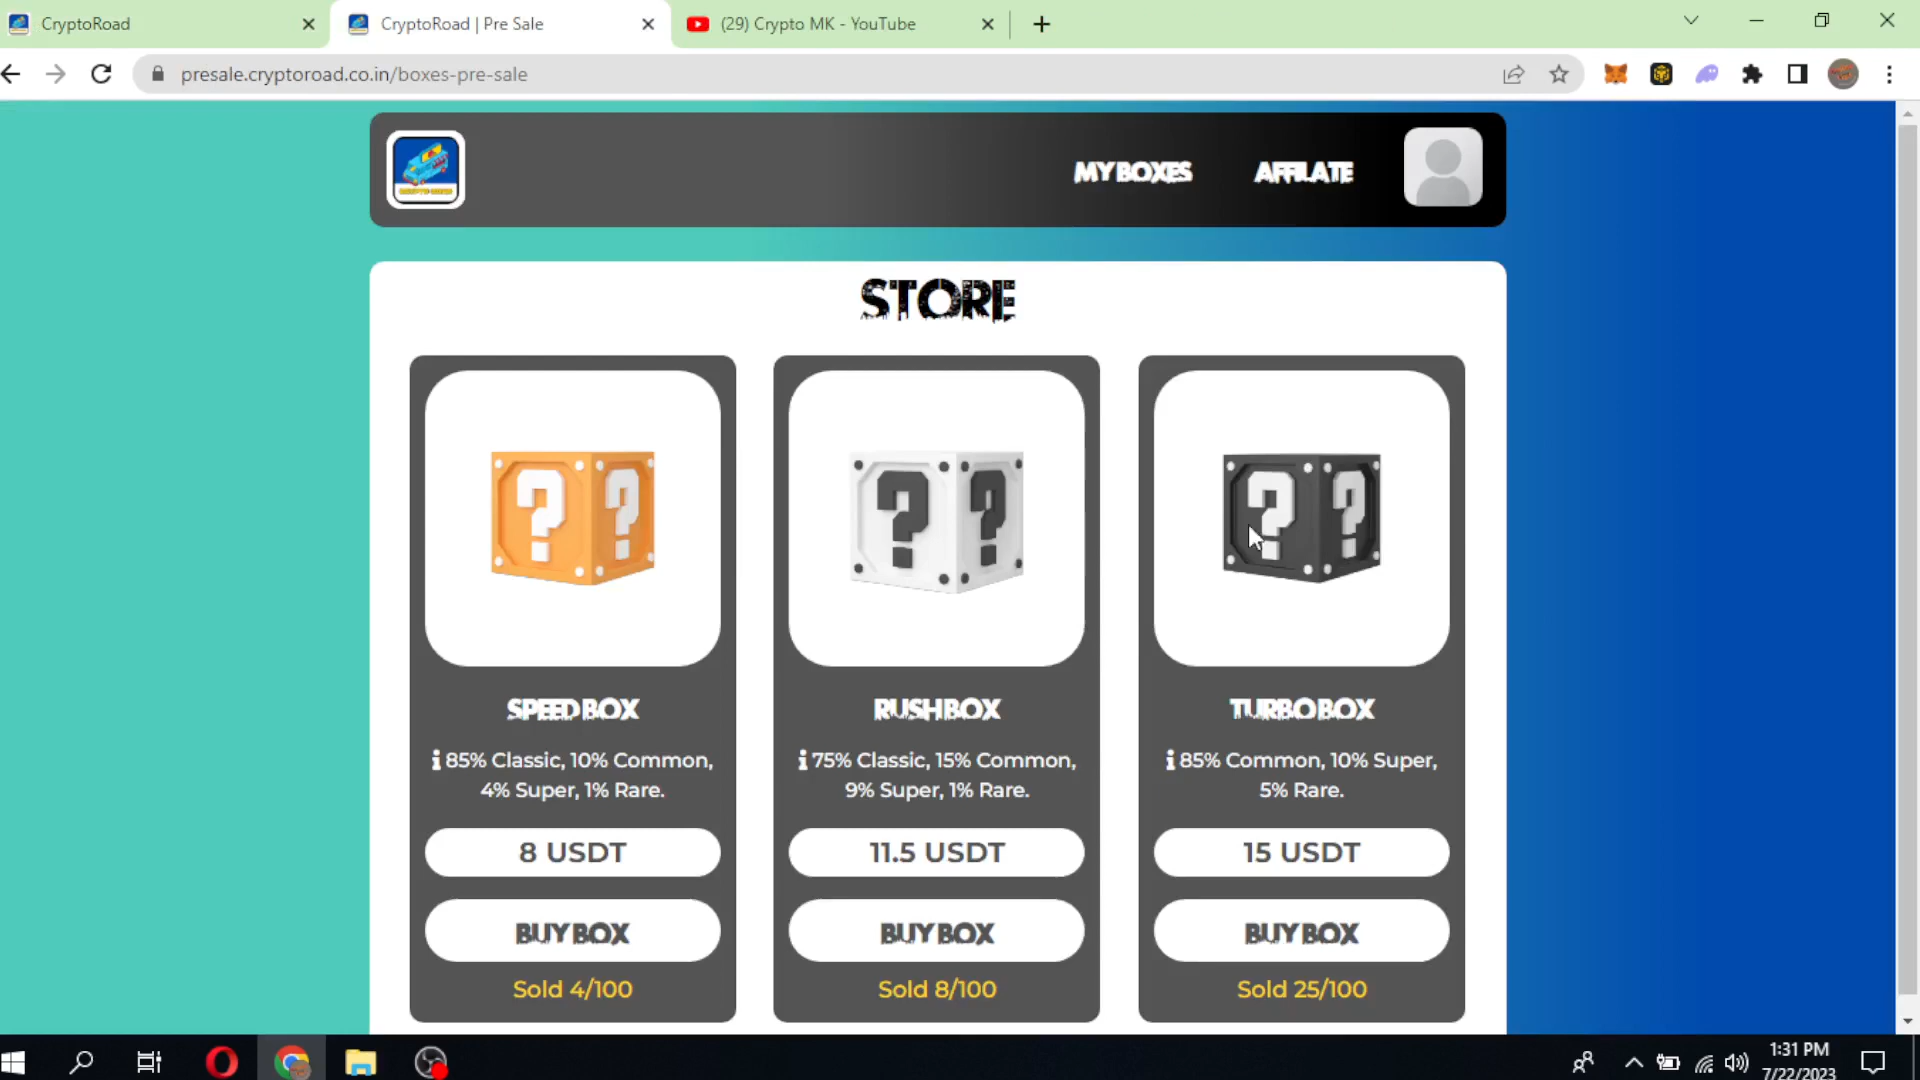 CryptoRoad
CryptoRoad | Pre Sale
(29) Crypto MK - YouTube
presale.cryptoroad.co.in/boxes-pre-sale
MY BOXES
AFFILATE
STORE
SPEED BOX
85% Classic, 10% Common,
4% Super, 1% Rare.
8 USDT
BUY BOX
Sold 4/100
RUSH BOX
75% Classic, 15% Common,
9% Super, 1% Rare.
11.5 USDT
BUY BOX
Sold 8/100
TURBO BOX
85% Common, 10% Super,
5% Rare.
15 USDT
BUY BOX
Sold 25/100
1:31 PM
7/22/2023